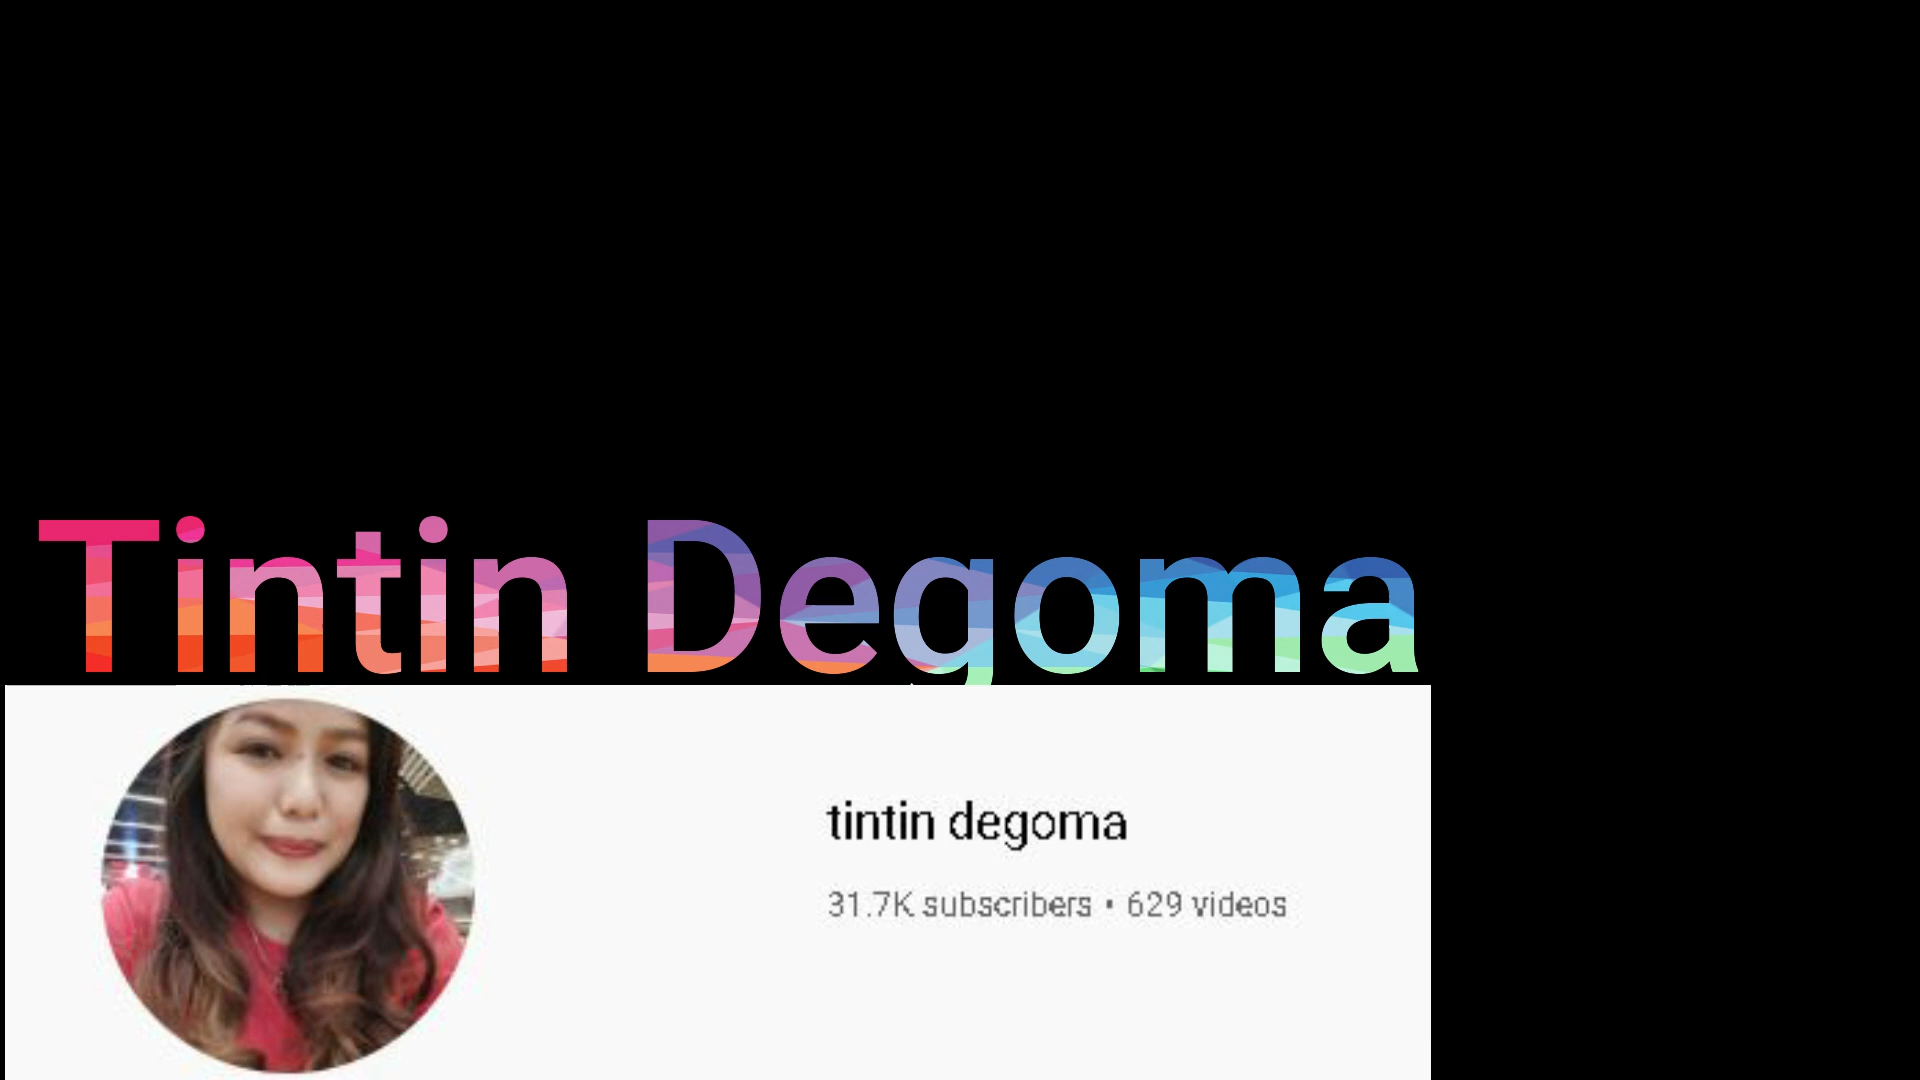 Tintin Degoma
tintin degoma
31.7K subscribers • 629 videos